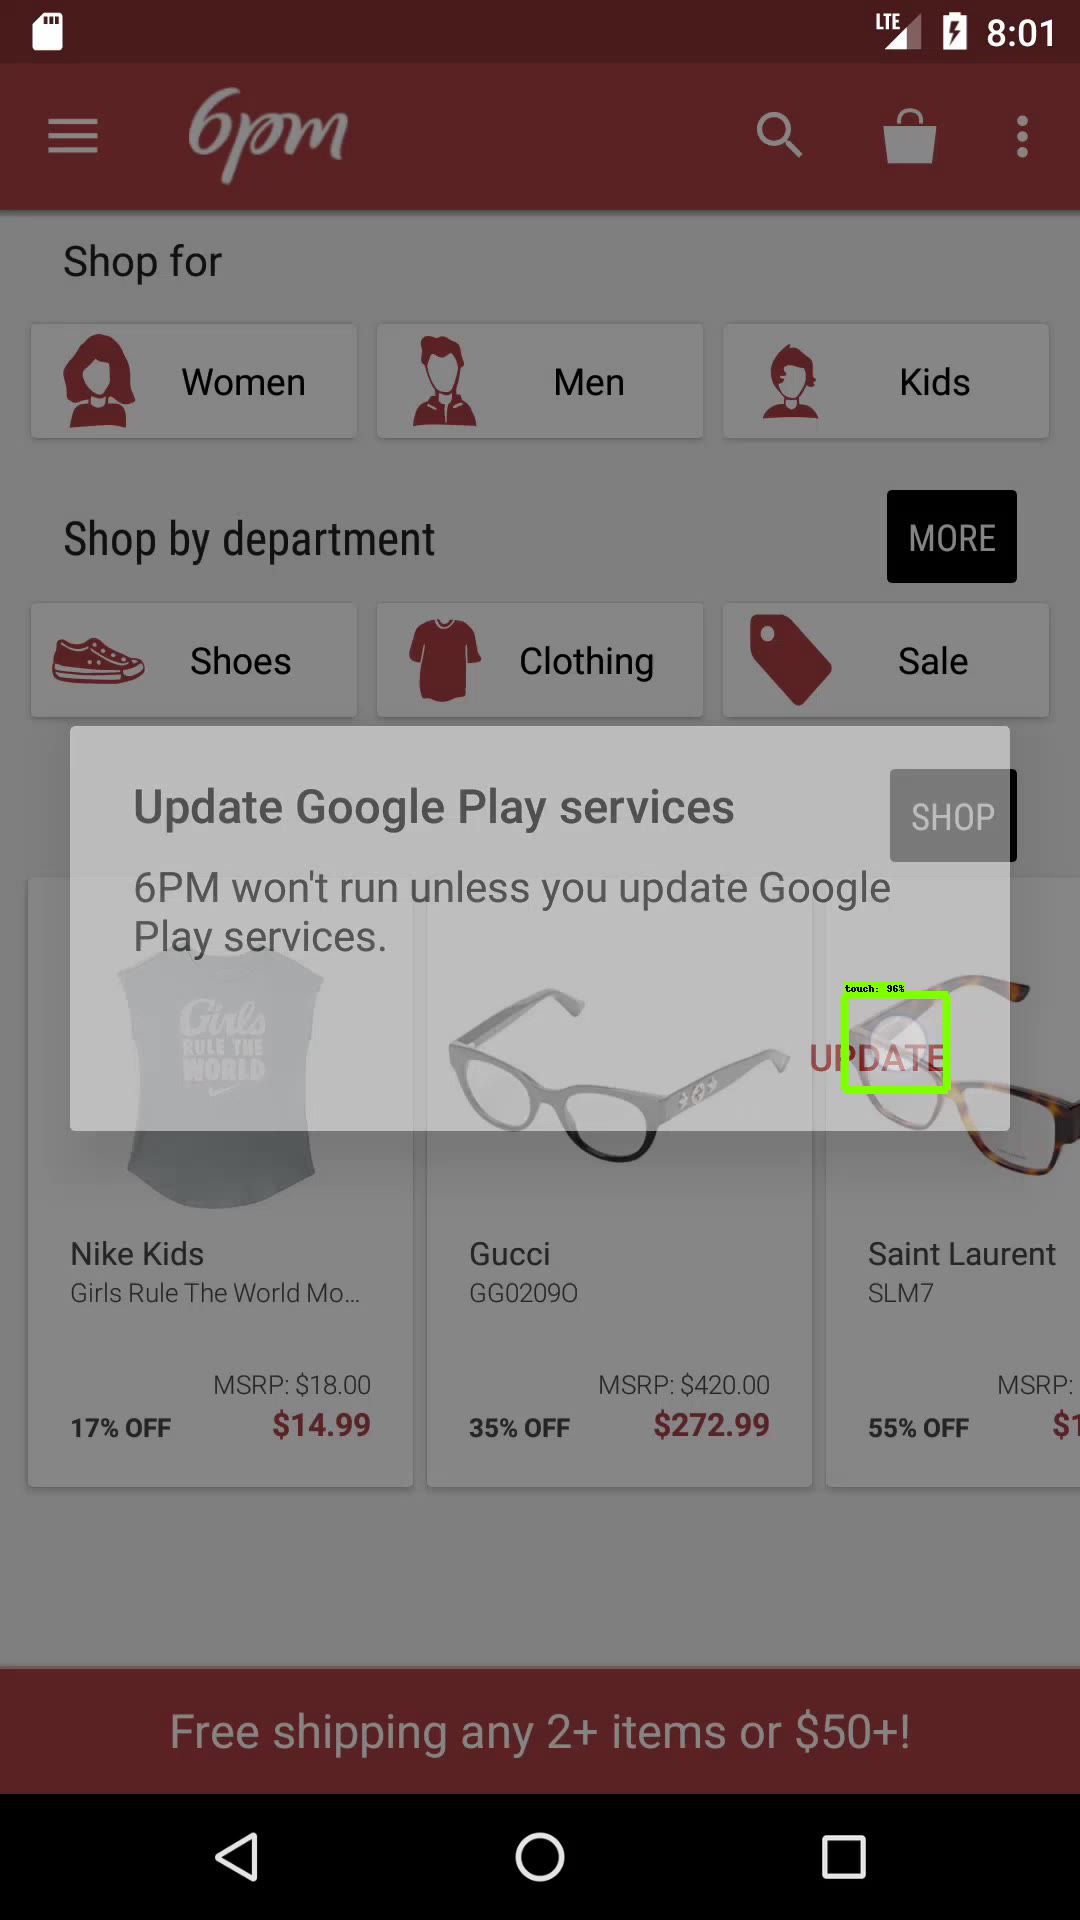 LTE 8:01
6pm
Shop for
Women Men Kids
Shop by department MORE
Shoes Clothing Sale
Update Google Play services SHOP
6PM won't run unless you update Google
Play services.
Girls
RULE THE
WORLD
touch: 96%
UPDATE
Nike Kids
Girls Rule The World Mo...
MSRP: $18.00
17% OFF $14.99
Gucci
GG0209O
MSRP: $420.00
35% OFF $272.99
Saint Laurent
SLM7
MSRP:
55% OFF $1
Free shipping any 2+ items or $50+!